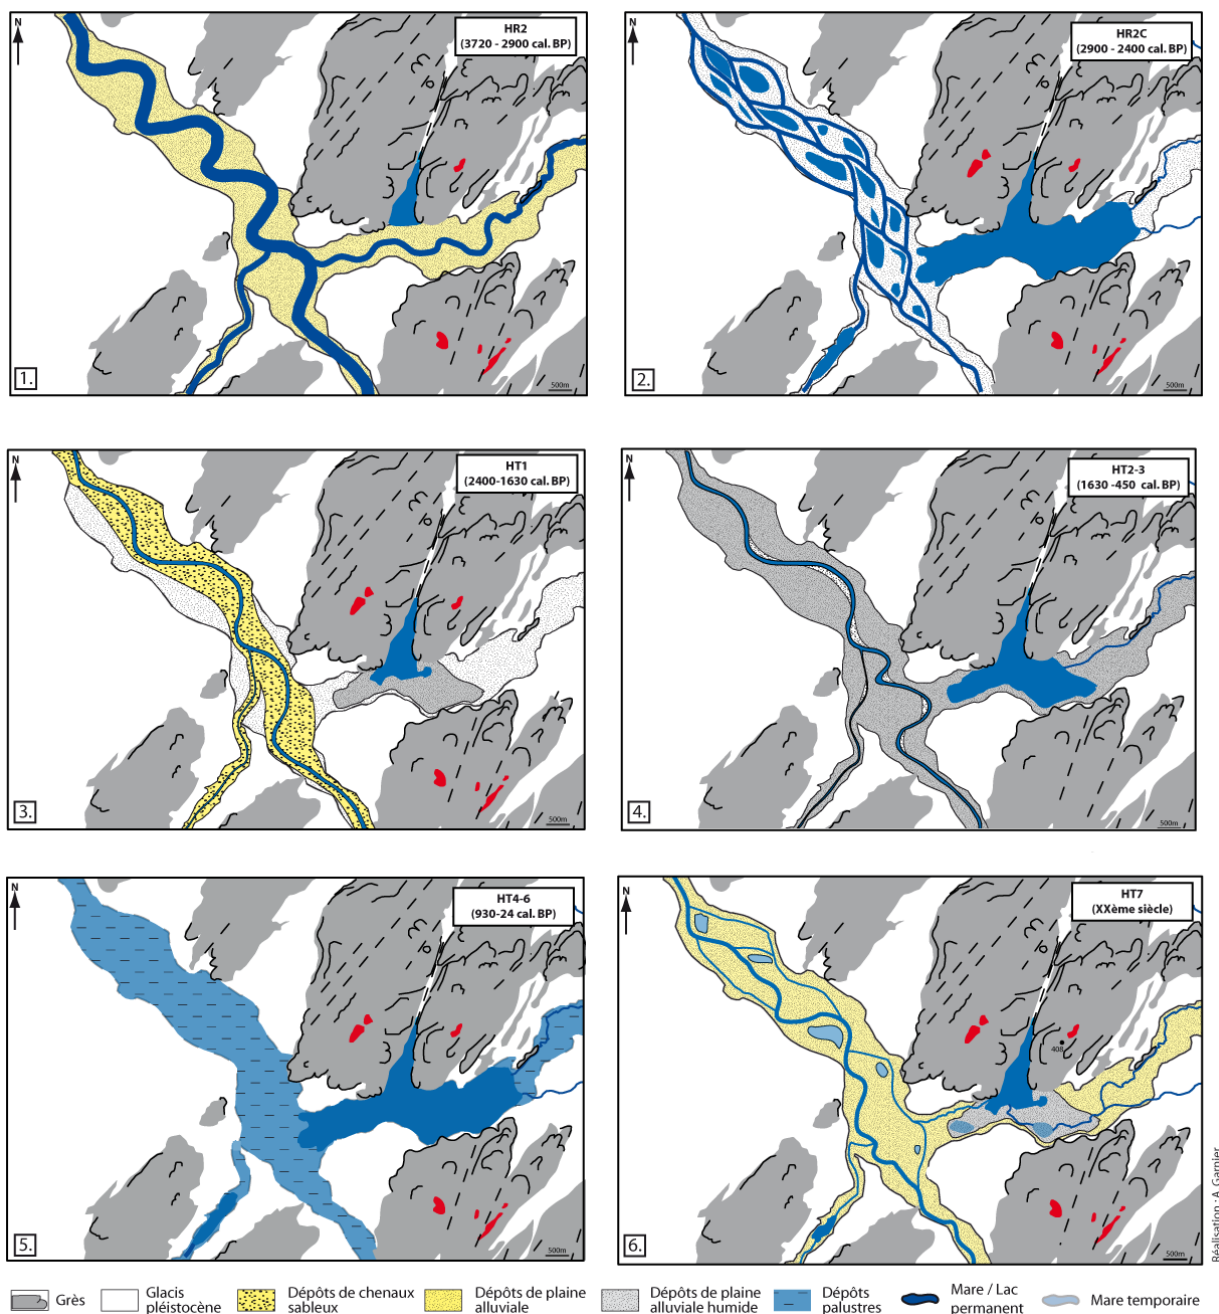 N
HR2
(3720 - 2900 cal. BP)
1.
500m
N
HR2C
(2900 - 2400 cal. BP)
2.
500m
N
HT1
(2400-1630 cal. BP)
3.
500m
N
HT2-3
(1630 -450 cal. BP)
4.
500m
N
HT4-6
(930-24 cal. BP)
5.
500m
N
HT7
(XXème siècle)
408
6.
500m
Réalisation : A. Garnier
Grès
Glacis
pléistocène
Dépôts de chenaux
sableux
Dépôts de plaine
alluviale
Dépôts de plaine
alluviale humide
Dépôts
palustres
Mare / Lac
permanent
Mare temporaire